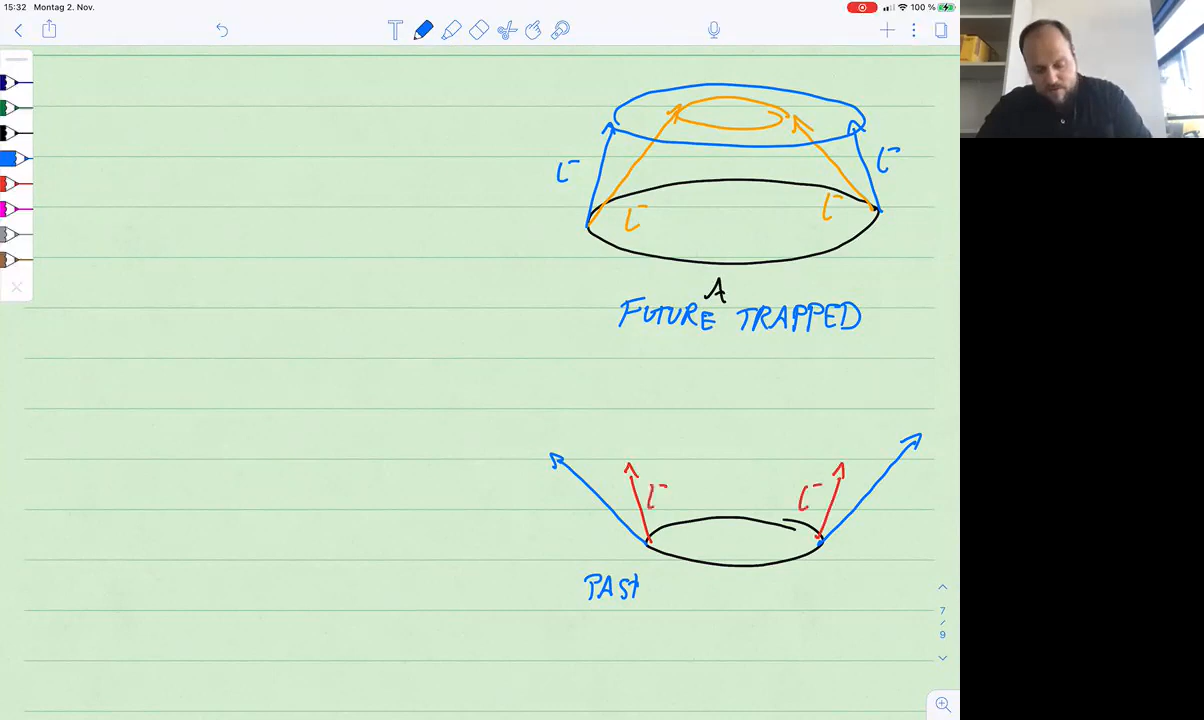 15:32 Montag 2. Nov. 100 %
T
l⁻ l⁻
l⁻ l⁻
A
FUTURE TRAPPED
l⁻ l⁻
PAST
7
/
9